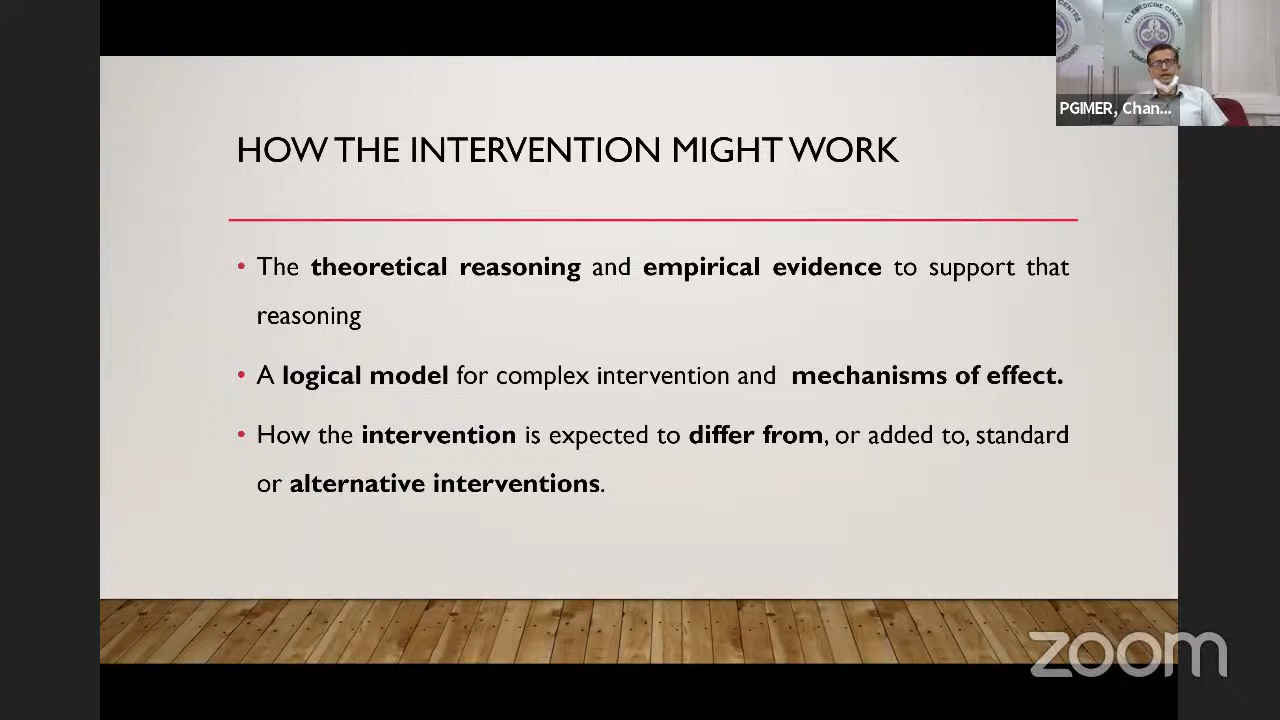 TELEMEDICINE CENTRE
PGIMER, Chan...
HOW THE INTERVENTION MIGHT WORK
• The theoretical reasoning and empirical evidence to support that
reasoning
• A logical model for complex intervention and mechanisms of effect.
• How the intervention is expected to differ from, or added to, standard
or alternative interventions.
zoom